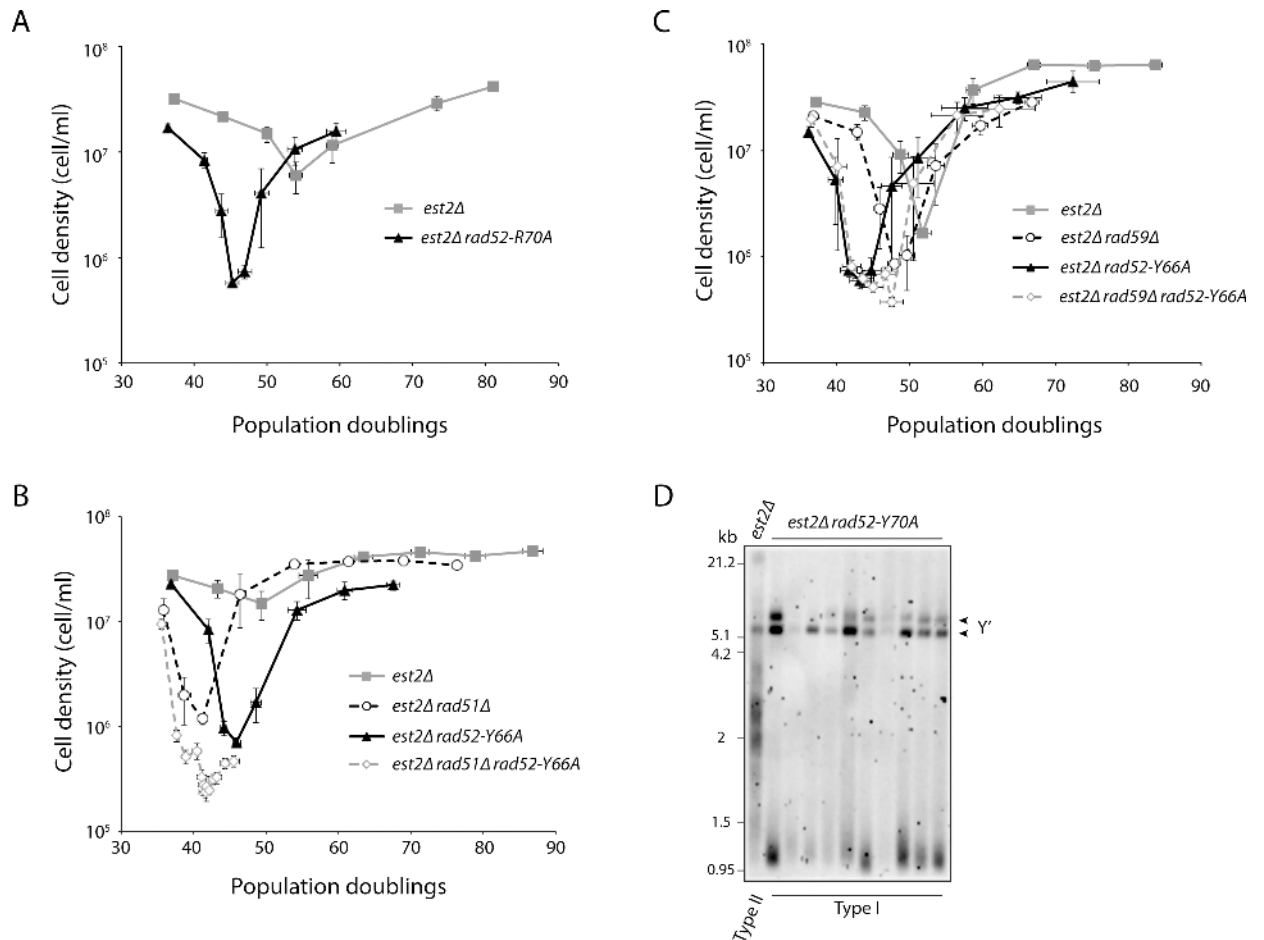 A
10⁸
10⁷
10⁶
10⁵
Cell density (cell/ml)
est2Δ
est2Δ rad52-R70A
30 40 50 60 70 80 90
Population doublings
C
10⁸
10⁷
10⁶
10⁵
Cell density (cell/ml)
est2Δ
est2Δ rad59Δ
est2Δ rad52-Y66A
est2Δ rad59Δ rad52-Y66A
30 40 50 60 70 80 90
Population doublings
B
10⁸
10⁷
10⁶
10⁵
Cell density (cell/ml)
est2Δ
est2Δ rad51Δ
est2Δ rad52-Y66A
est2Δ rad51Δ rad52-Y66A
30 40 50 60 70 80 90
Population doublings
D
kb
est2Δ
est2Δ rad52-Y70A
21.2
5.1
4.2
2
1.5
0.95
Y'
Type II
Type I